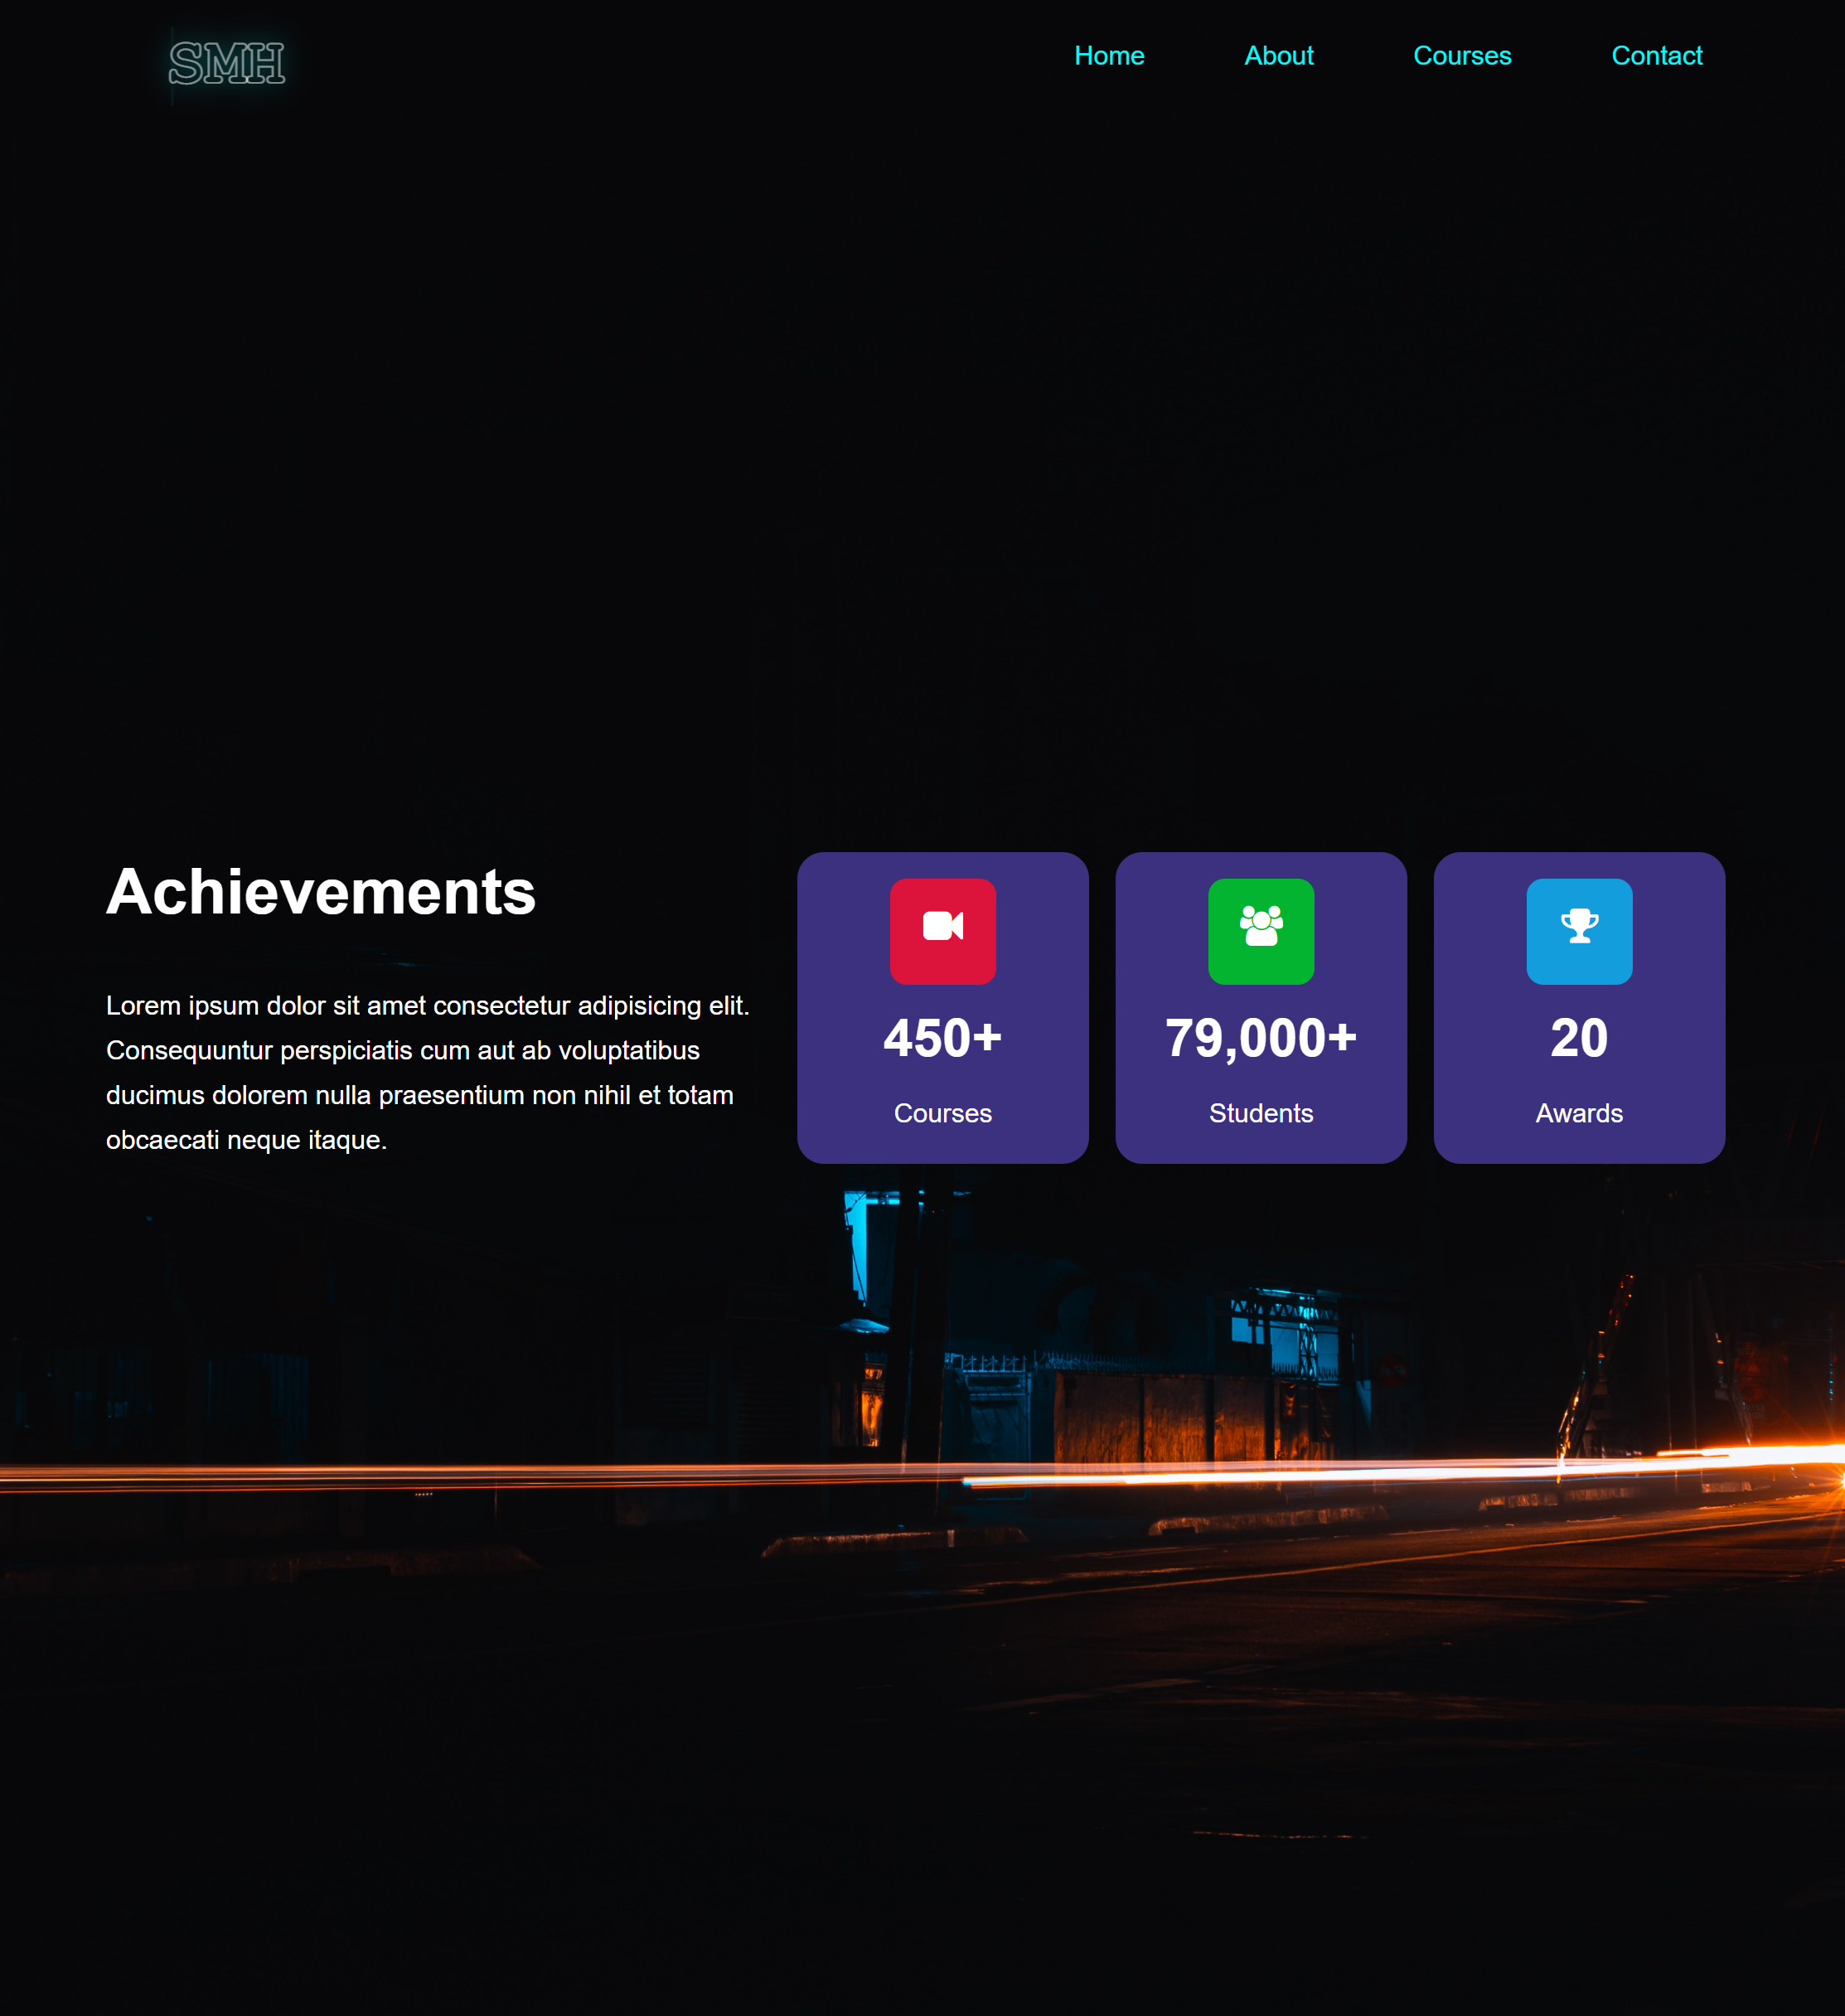 SMH
Home About Courses Contact
Achievements
Lorem ipsum dolor sit amet consectetur adipisicing elit.
Consequuntur perspiciatis cum aut ab voluptatibus
ducimus dolorem nulla praesentium non nihil et totam
obcaecati neque itaque.
450+
Courses
79,000+
Students
20
Awards